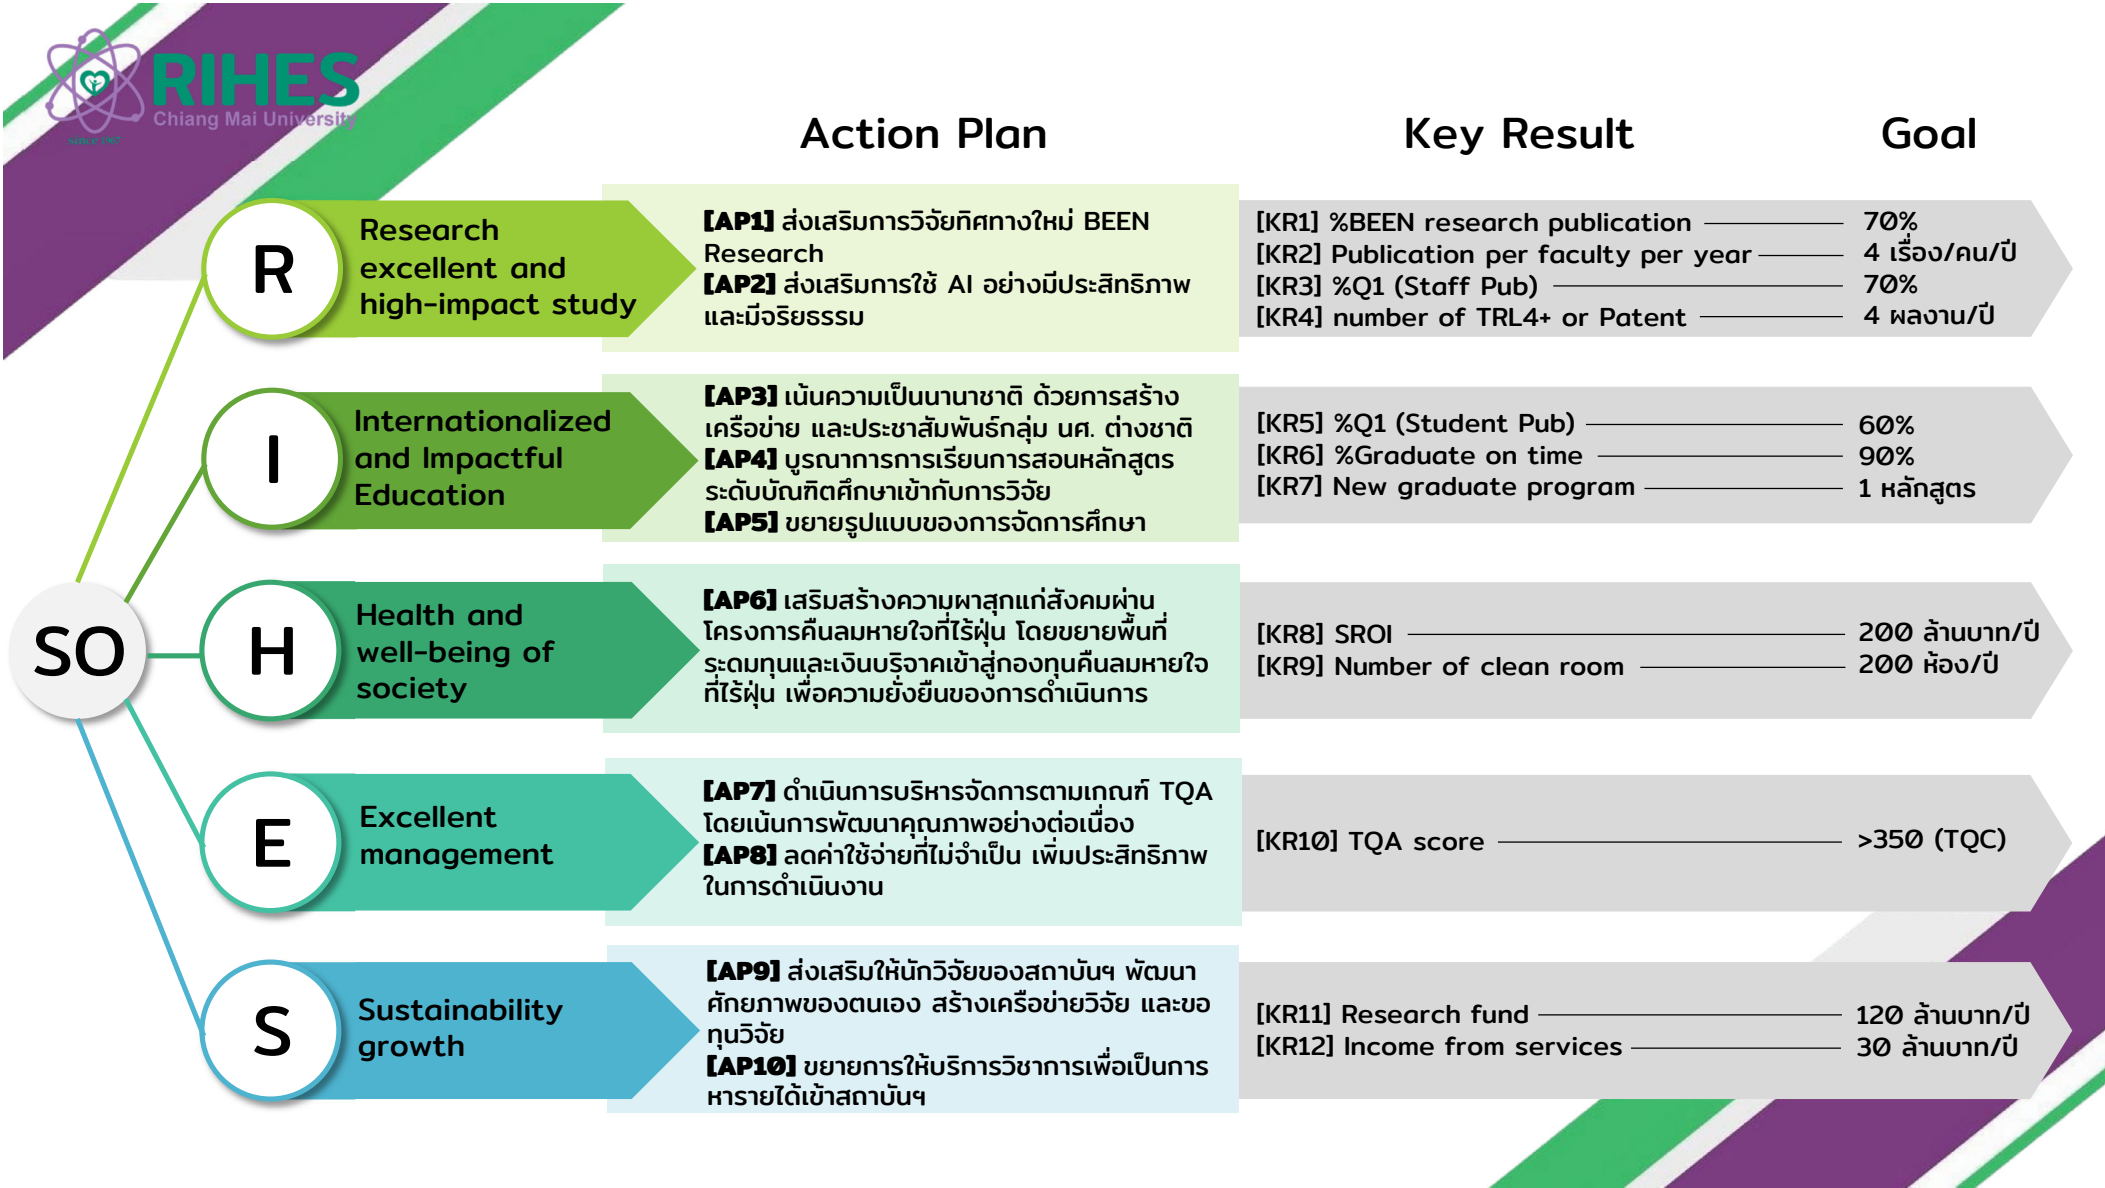 RIHES
Chiang Mai University
Action Plan
Key Result
Goal
SO
R
Research
excellent and
high-impact study
[AP1] ส่งเสริมการวิจัยทิศทางใหม่ BEEN
Research
[AP2] ส่งเสริมการใช้ AI อย่างมีประสิทธิภาพ
และมีจริยธรรม
[KR1] %BEEN research publication 70%
[KR2] Publication per faculty per year 4 เรื่อง/คน/ปี
[KR3] %Q1 (Staff Pub) 70%
[KR4] number of TRL4+ or Patent 4 ผลงาน/ปี
I
Internationalized
and Impactful
Education
[AP3] เน้นความเป็นนานาชาติ ด้วยการสร้าง
เครือข่าย และประชาสัมพันธ์กลุ่ม นศ. ต่างชาติ
[AP4] บูรณาการการเรียนการสอนหลักสูตร
ระดับบัณฑิตศึกษาเข้ากับการวิจัย
[AP5] ขยายรูปแบบของการจัดการศึกษา
[KR5] %Q1 (Student Pub) 60%
[KR6] %Graduate on time 90%
[KR7] New graduate program 1 หลักสูตร
H
Health and
well-being of
society
[AP6] เสริมสร้างความผาสุกแก่สังคมผ่าน
โครงการคืนลมหายใจที่ไร้ฝุ่น โดยขยายพื้นที่
ระดมทุนและเงินบริจาคเข้าสู่กองทุนคืนลมหายใจ
ที่ไร้ฝุ่น เพื่อความยั่งยืนของการดำเนินการ
[KR8] SROI 200 ล้านบาท/ปี
[KR9] Number of clean room 200 ห้อง/ปี
E
Excellent
management
[AP7] ดำเนินการบริหารจัดการตามเกณฑ์ TQA
โดยเน้นการพัฒนาคุณภาพอย่างต่อเนื่อง
[AP8] ลดค่าใช้จ่ายที่ไม่จำเป็น เพิ่มประสิทธิภาพ
ในการดำเนินงาน
[KR10] TQA score >350 (TQC)
S
Sustainability
growth
[AP9] ส่งเสริมให้นักวิจัยของสถาบันฯ พัฒนา
ศักยภาพของตนเอง สร้างเครือข่ายวิจัย และขอ
ทุนวิจัย
[AP10] ขยายการให้บริการวิชาการเพื่อเป็นการ
หารายได้เข้าสถาบันฯ
[KR11] Research fund 120 ล้านบาท/ปี
[KR12] Income from services 30 ล้านบาท/ปี